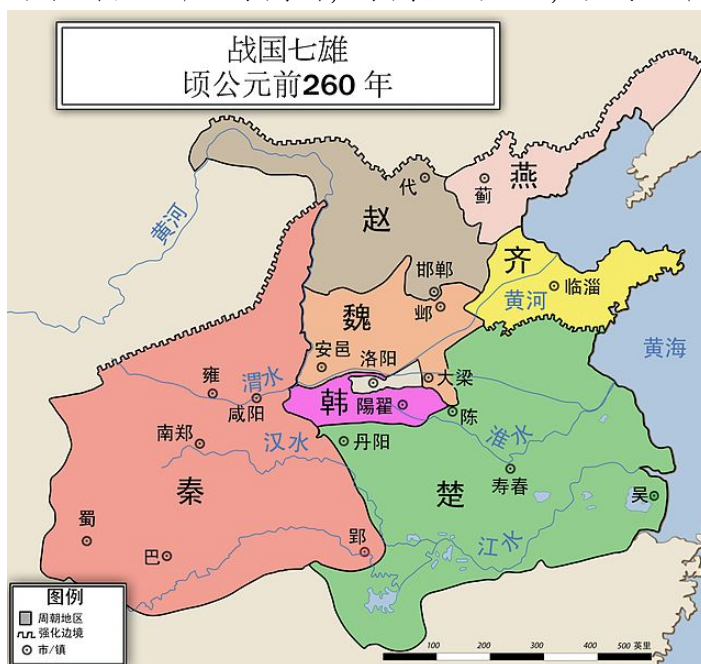 战国七雄
顷公元前260 年
燕
代
蓟
赵
黄河
邯郸
齐
临淄
黄河
邺
魏
黄海
安邑
洛阳
大梁
雍
渭水
咸阳
韩
陽翟
陈
南郑
汉水
丹阳
淮水
秦
楚
寿春
吴
蜀
巴
郢
江水
图例
周朝地区
强化边境
市/镇
100
200
300
400
500 英里